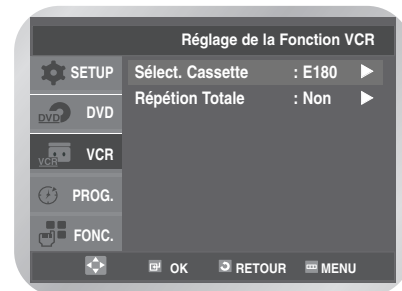 Réglage de la Fonction VCR
SETUP
Sélect. Cassette : E180
DVD DVD
Répétion Totale : Non
VCR VCR
PROG.
FONC.
OK RETOUR MENU